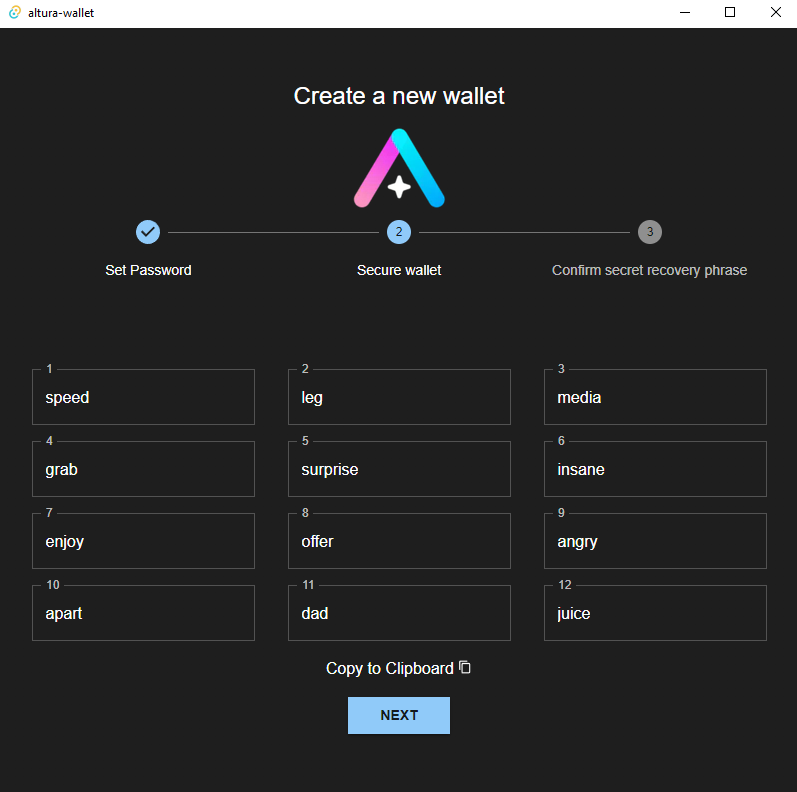 altura-wallet
Create a new wallet
2
3
Set Password
Secure wallet
Confirm secret recovery phrase
1
2
3
speed
leg
media
4
5
6
grab
surprise
insane
7
8
9
enjoy
offer
angry
10
11
12
apart
dad
juice
Copy to Clipboard
NEXT